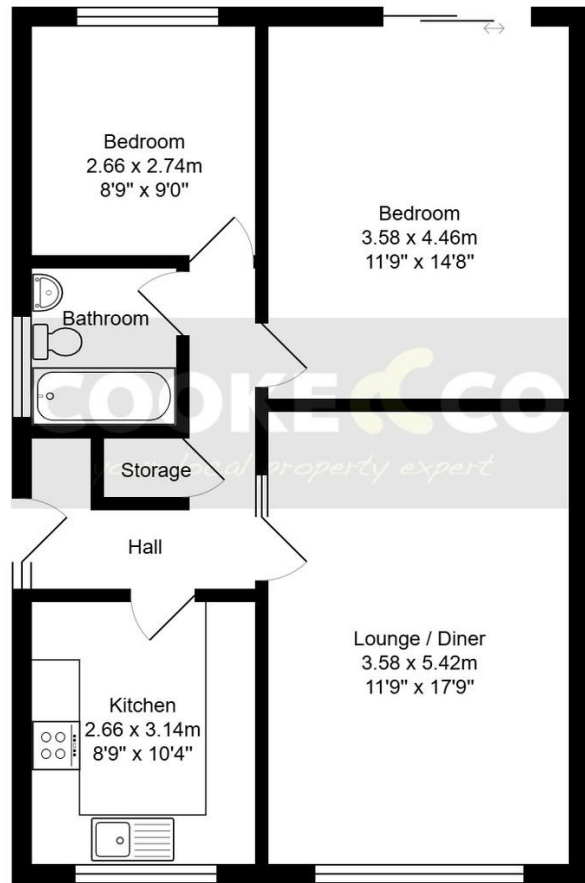 Bedroom
2.66 x 2.74m
8'9" x 9'0"
Bedroom
3.58 x 4.46m
11'9" x 14'8"
Bathroom
COOKE & CO
your local property expert
Storage
Hall
Lounge / Diner
3.58 x 5.42m
11'9" x 17'9"
Kitchen
2.66 x 3.14m
8'9" x 10'4"